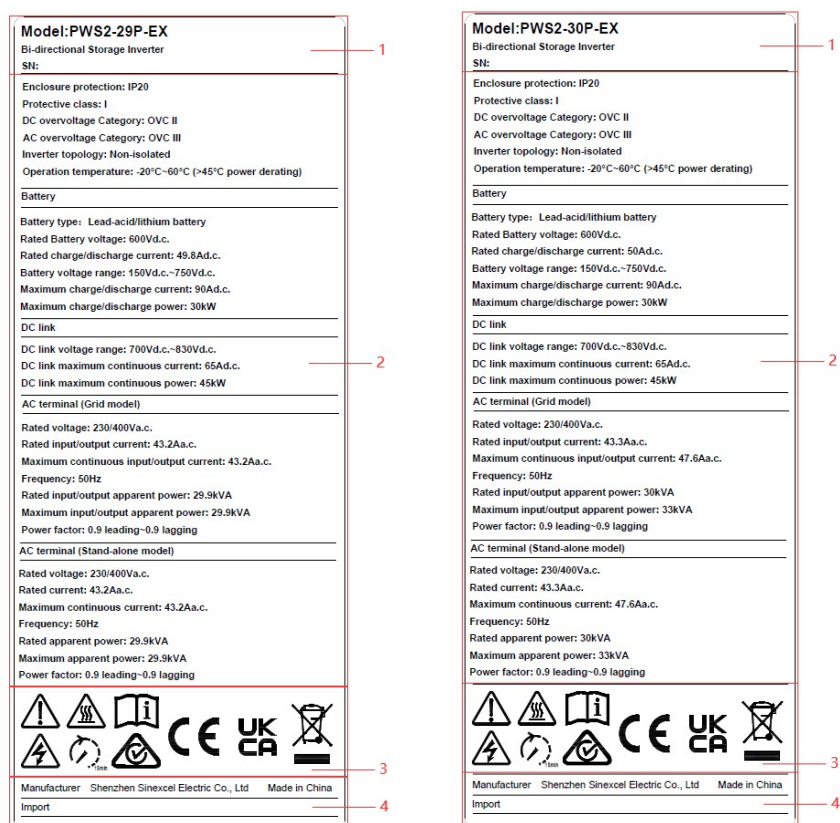 Model:PWS2-29P-EX
Bi-directional Storage Inverter
SN:
1
Enclosure protection: IP20
Protective class: I
DC overvoltage Category: OVC II
AC overvoltage Category: OVC III
Inverter topology: Non-isolated
Operation temperature: -20°C~60°C (>45°C power derating)
Battery
Battery type: Lead-acid/lithium battery
Rated Battery voltage: 600Vd.c.
Rated charge/discharge current: 49.8Ad.c.
Battery voltage range: 150Vd.c.~750Vd.c.
Maximum charge/discharge current: 90Ad.c.
Maximum charge/discharge power: 30kW
DC link
DC link voltage range: 700Vd.c.~830Vd.c.
DC link maximum continuous current: 65Ad.c.
DC link maximum continuous power: 45kW
2
AC terminal (Grid model)
Rated voltage: 230/400Va.c.
Rated input/output current: 43.2Aa.c.
Maximum continuous input/output current: 43.2Aa.c.
Frequency: 50Hz
Rated input/output apparent power: 29.9kVA
Maximum input/output apparent power: 29.9kVA
Power factor: 0.9 leading~0.9 lagging
AC terminal (Stand-alone model)
Rated voltage: 230/400Va.c.
Rated current: 43.2Aa.c.
Maximum continuous current: 43.2Aa.c.
Frequency: 50Hz
Rated apparent power: 29.9kVA
Maximum apparent power: 29.9kVA
Power factor: 0.9 leading~0.9 lagging
i
CE
UK
CA
15min
3
Manufacturer Shenzhen Sinexcel Electric Co., Ltd Made in China
Import
4
Model:PWS2-30P-EX
Bi-directional Storage Inverter
SN:
1
Enclosure protection: IP20
Protective class: I
DC overvoltage Category: OVC II
AC overvoltage Category: OVC III
Inverter topology: Non-isolated
Operation temperature: -20°C~60°C (>45°C power derating)
Battery
Battery type: Lead-acid/lithium battery
Rated Battery voltage: 600Vd.c.
Rated charge/discharge current: 50Ad.c.
Battery voltage range: 150Vd.c.~750Vd.c.
Maximum charge/discharge current: 90Ad.c.
Maximum charge/discharge power: 30kW
DC link
DC link voltage range: 700Vd.c.~830Vd.c.
DC link maximum continuous current: 65Ad.c.
DC link maximum continuous power: 45kW
2
AC terminal (Grid model)
Rated voltage: 230/400Va.c.
Rated input/output current: 43.3Aa.c.
Maximum continuous input/output current: 47.6Aa.c.
Frequency: 50Hz
Rated input/output apparent power: 30kVA
Maximum input/output apparent power: 33kVA
Power factor: 0.9 leading~0.9 lagging
AC terminal (Stand-alone model)
Rated voltage: 230/400Va.c.
Rated current: 43.3Aa.c.
Maximum continuous current: 47.6Aa.c.
Frequency: 50Hz
Rated apparent power: 30kVA
Maximum apparent power: 33kVA
Power factor: 0.9 leading~0.9 lagging
i
CE
UK
CA
15min
3
Manufacturer Shenzhen Sinexcel Electric Co., Ltd Made in China
Import
4